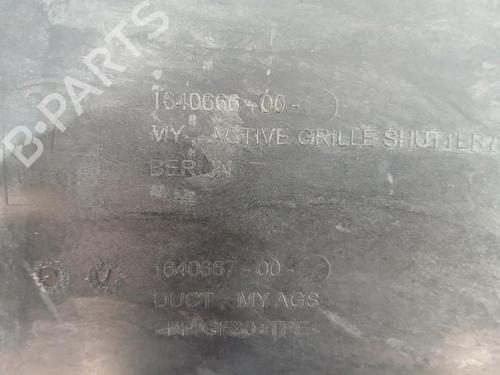 B-PARTS
1640666-00-
MY, ACTIVE GRILLE SHUTTER
BERLIN
1640667-00-
DUCT, MY AGS